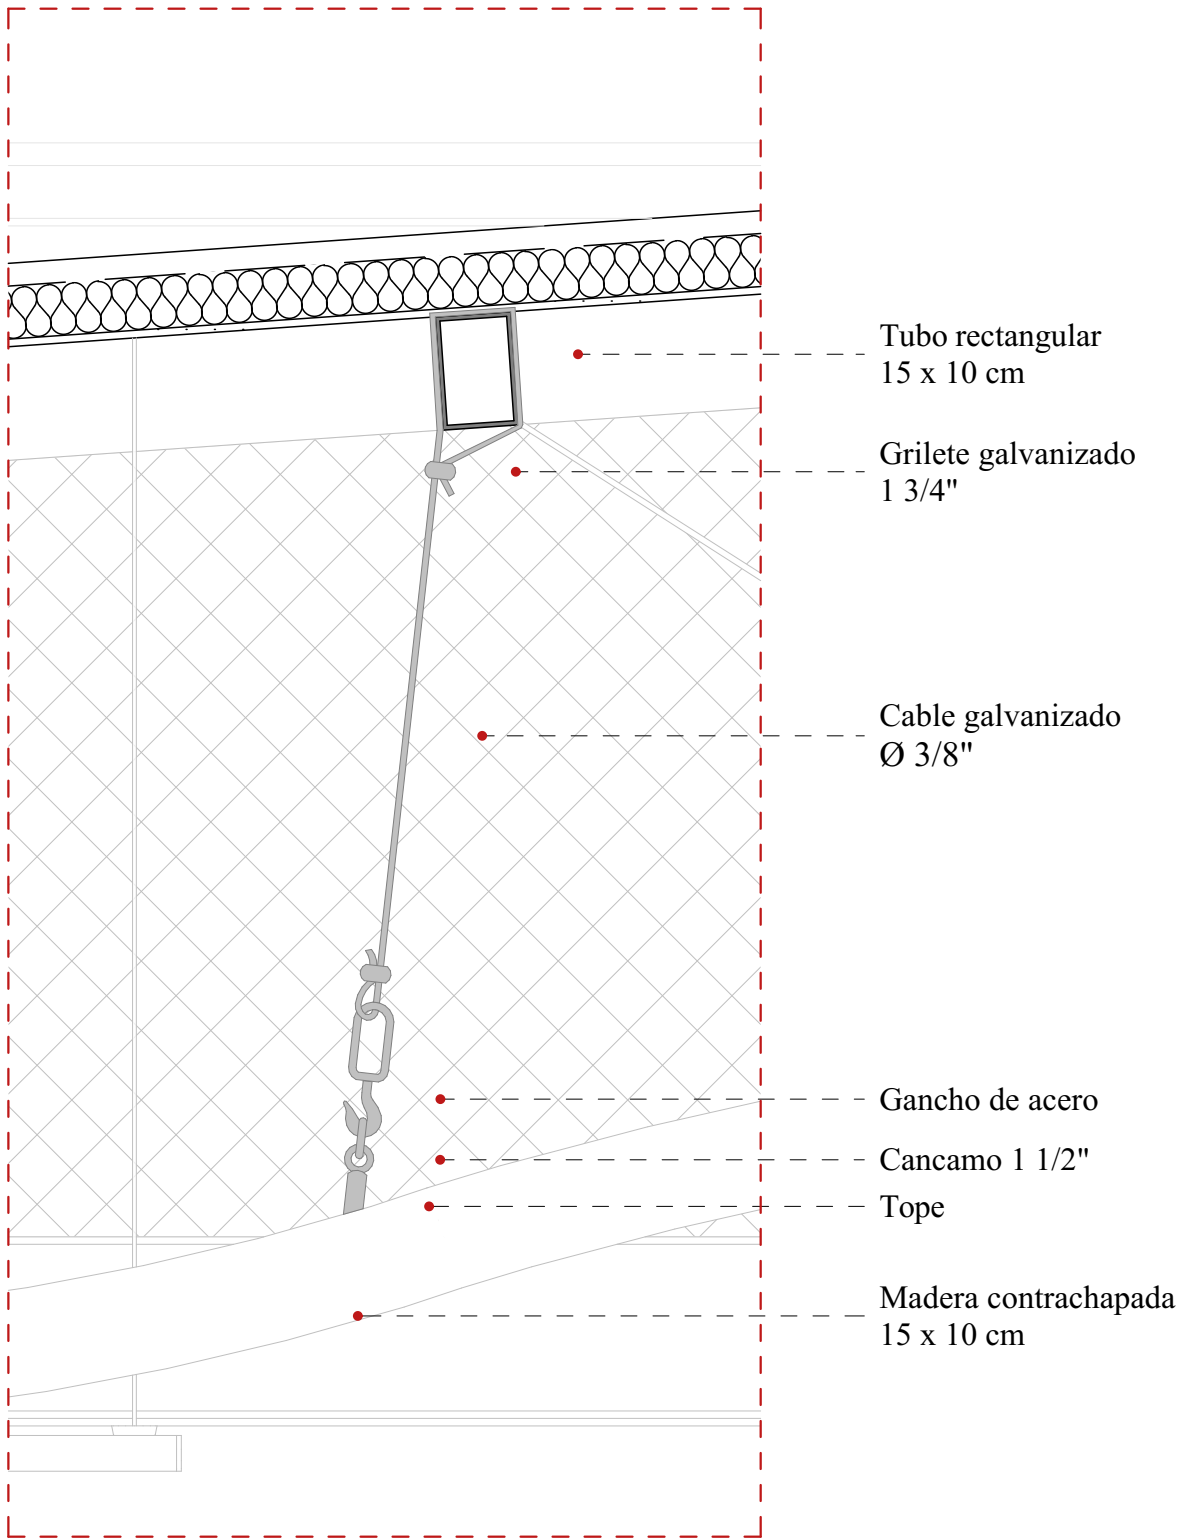 Tubo rectangular
15 x 10 cm
Grilete galvanizado
1 3/4"
Cable galvanizado
Ø 3/8"
Gancho de acero
Cancamo 1 1/2"
Tope
Madera contrachapada
15 x 10 cm